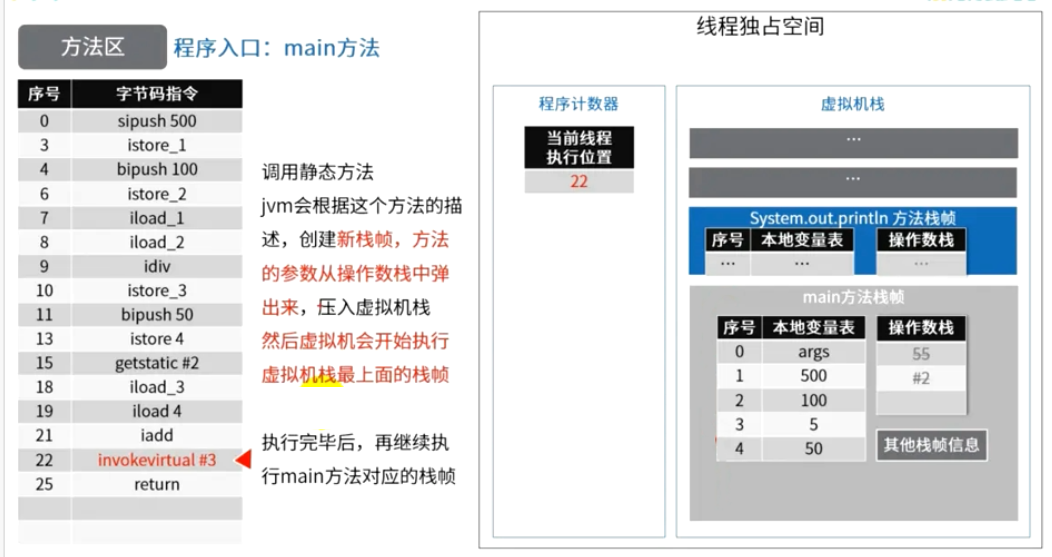 方法区
程序入口：main方法
序号 字节码指令
0 sipush 500
3 istore_1
4 bipush 100
6 istore_2
7 iload_1
8 iload_2
9 idiv
10 istore_3
11 bipush 50
13 istore 4
15 getstatic #2
18 iload_3
19 iload 4
21 iadd
22 invokevirtual #3
25 return
调用静态方法
jvm会根据这个方法的描
述，创建新栈帧，方法
的参数从操作数栈中弹
出来，压入虚拟机栈
然后虚拟机会开始执行
虚拟机栈最上面的栈帧
执行完毕后，再继续执
行main方法对应的栈帧
线程独占空间
程序计数器
当前线程
执行位置
22
虚拟机栈
...
...
System.out.println 方法栈帧
序号 本地变量表 操作数栈
... ... ...
main方法栈帧
序号 本地变量表 操作数栈
0 args 55
1 500 #2
2 100
3 5
4 50
其他栈帧信息